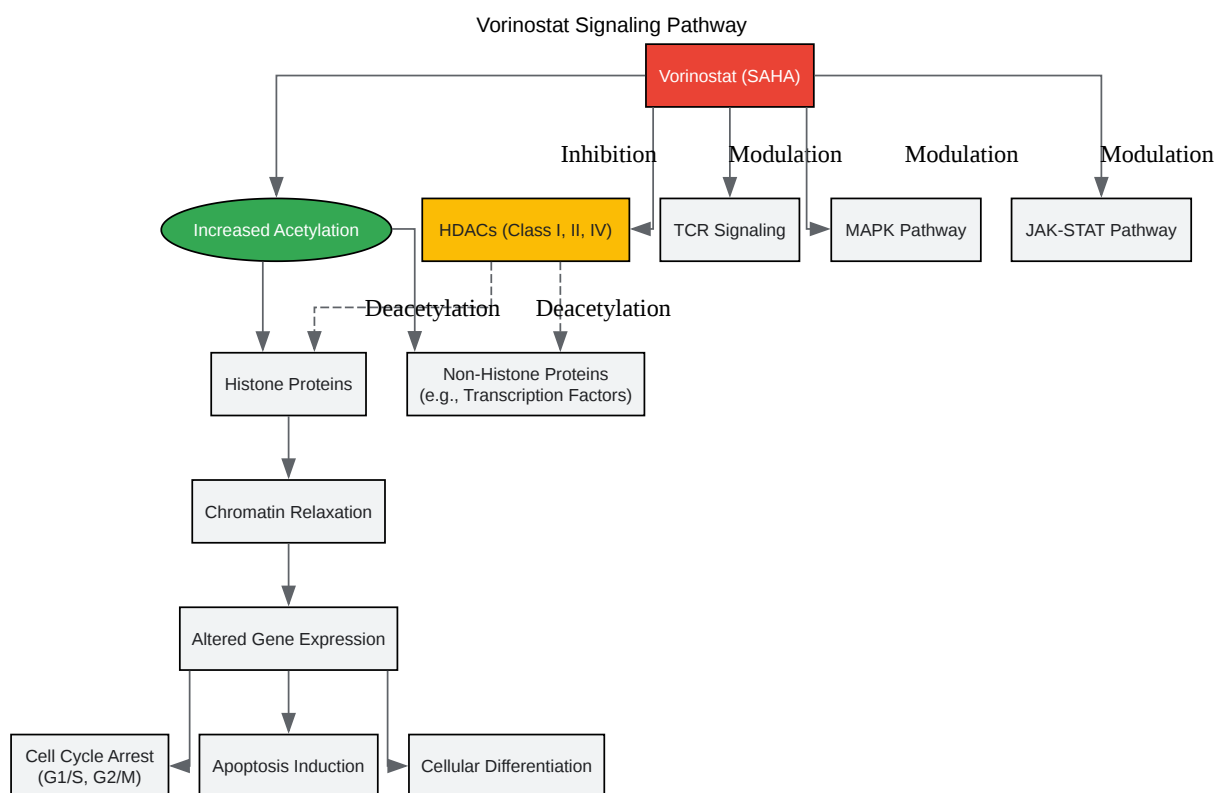 Vorinostat Signaling Pathway
Vorinostat (SAHA)
Inhibition
Modulation
Modulation
Modulation
Increased Acetylation
HDACs (Class I, II, IV)
TCR Signaling
MAPK Pathway
JAK-STAT Pathway
Deacetylation
Deacetylation
Histone Proteins
Non-Histone Proteins
(e.g., Transcription Factors)
Chromatin Relaxation
Altered Gene Expression
Cell Cycle Arrest
(G1/S, G2/M)
Apoptosis Induction
Cellular Differentiation